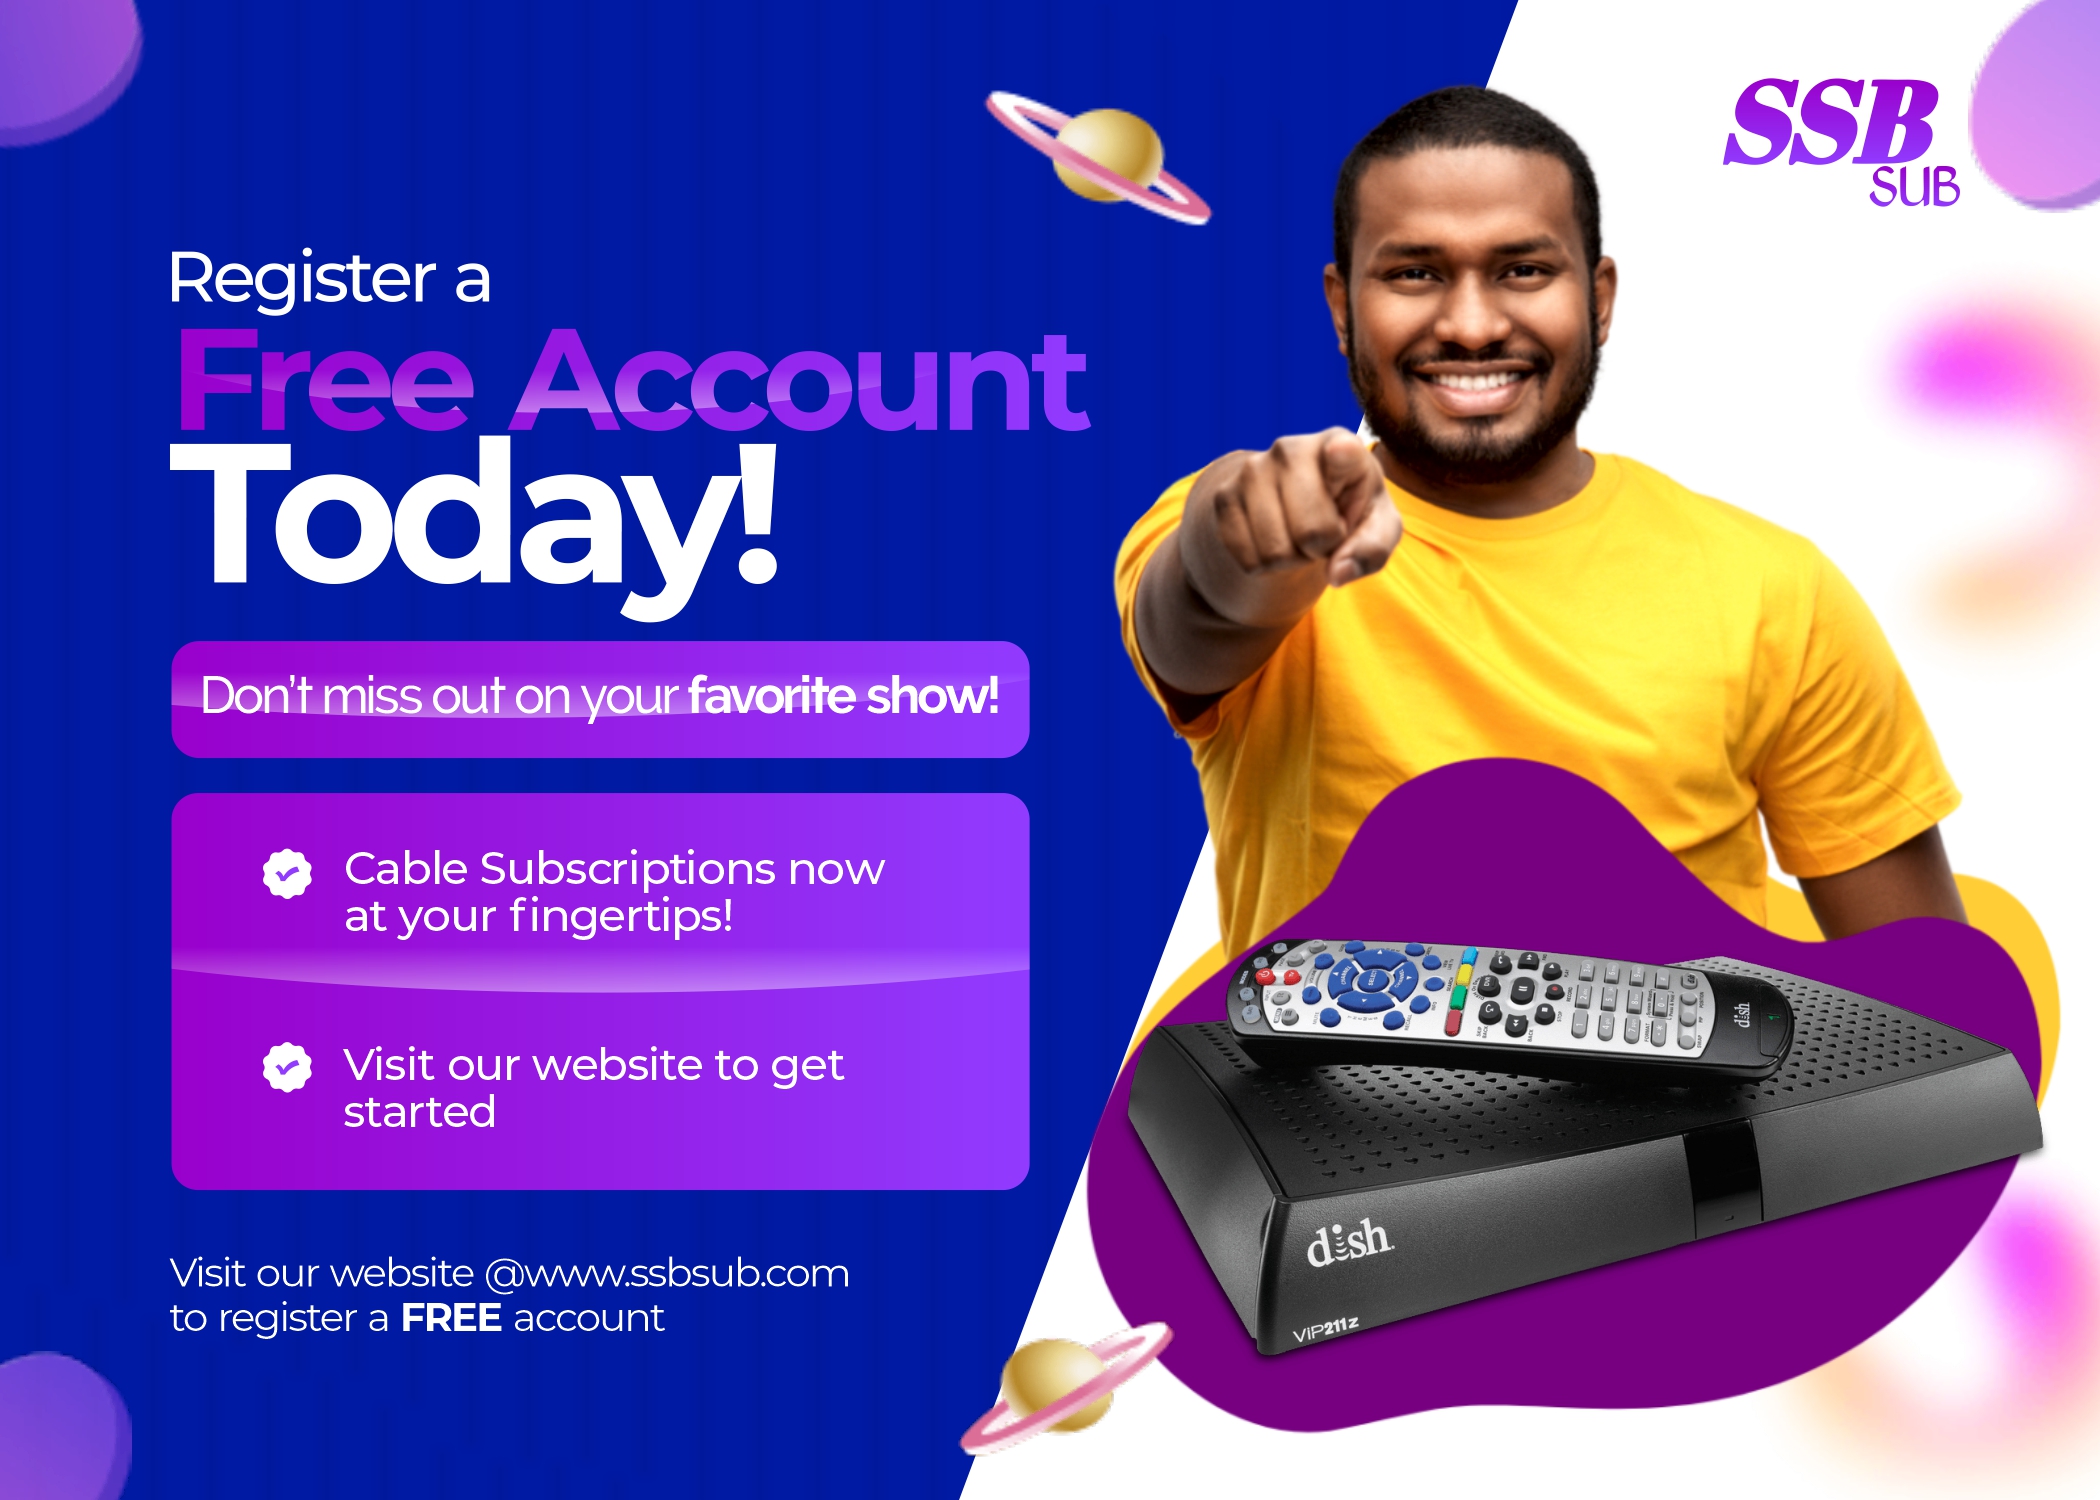 SSB
SUB
Register a
Free Account
Today!
Don't miss out on your favorite show!
Cable Subscriptions now
at your fingertips!
Visit our website to get
started
Visit our website @www.ssbsub.com
to register a FREE account
dish
SELECT
dish
ViP211z